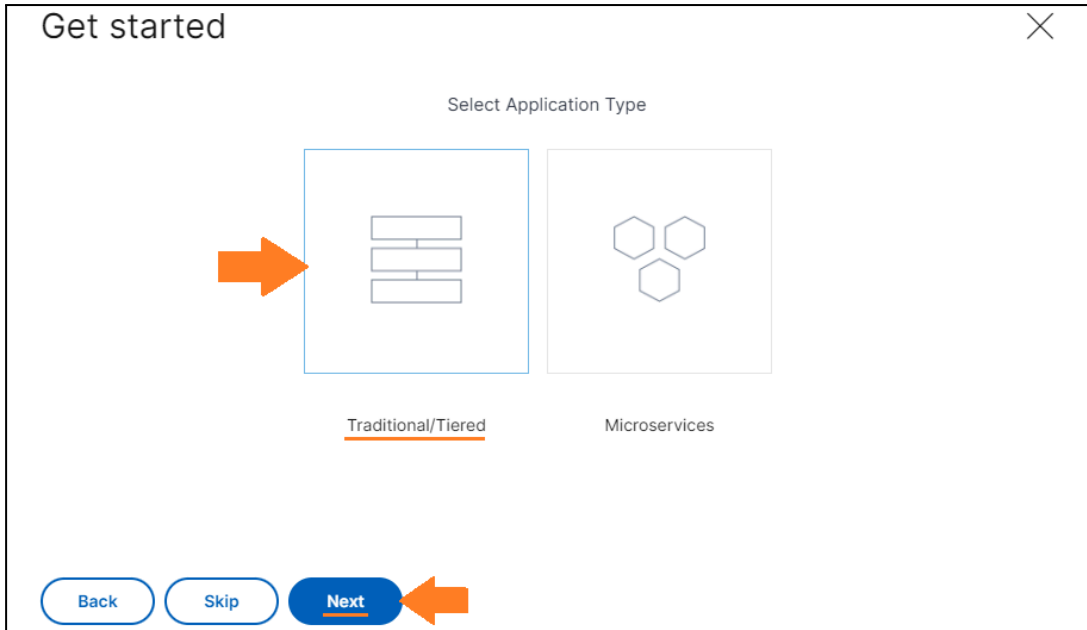 Get started
Select Application Type
Traditional/Tiered
Microservices
Back
Skip
Next